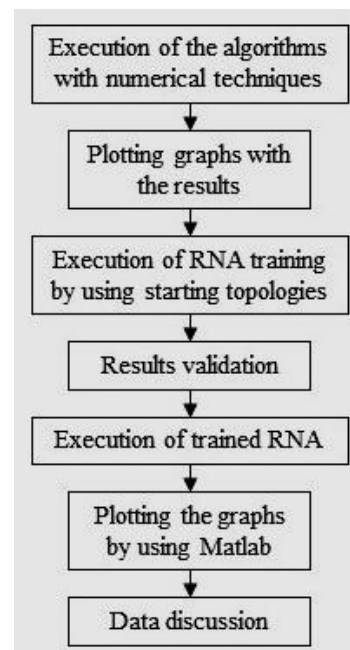 Execution of the algorithms
with numerical techniques
Plotting graphs with
the results
Execution of RNA training
by using starting topologies
Results validation
Execution of trained RNA
Plotting the graphs
by using Matlab
Data discussion